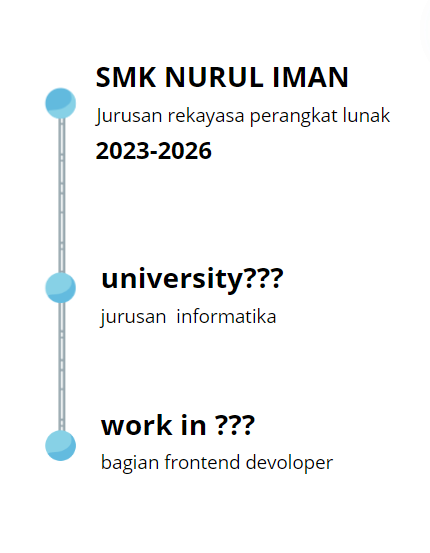 SMK NURUL IMAN
Jurusan rekayasa perangkat lunak
2023-2026
university???
jurusan  informatika
work in ???
bagian frontend devoloper